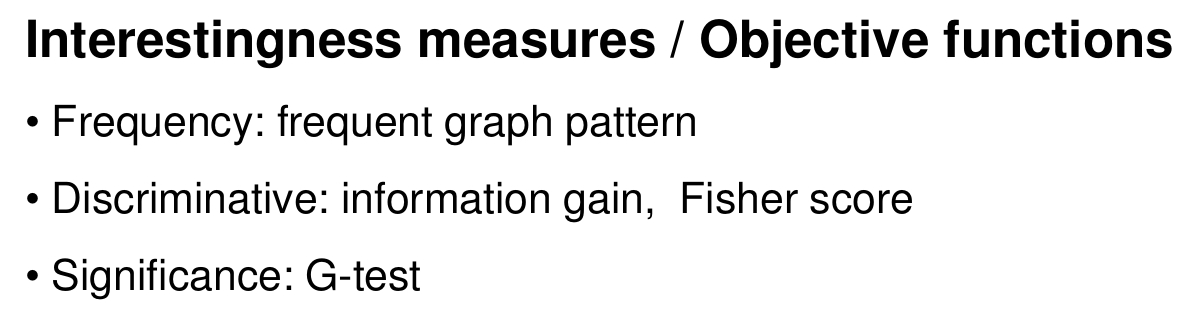 Interestingness measures / Objective functions
• Frequency: frequent graph pattern
• Discriminative: information gain,  Fisher score
• Significance: G-test